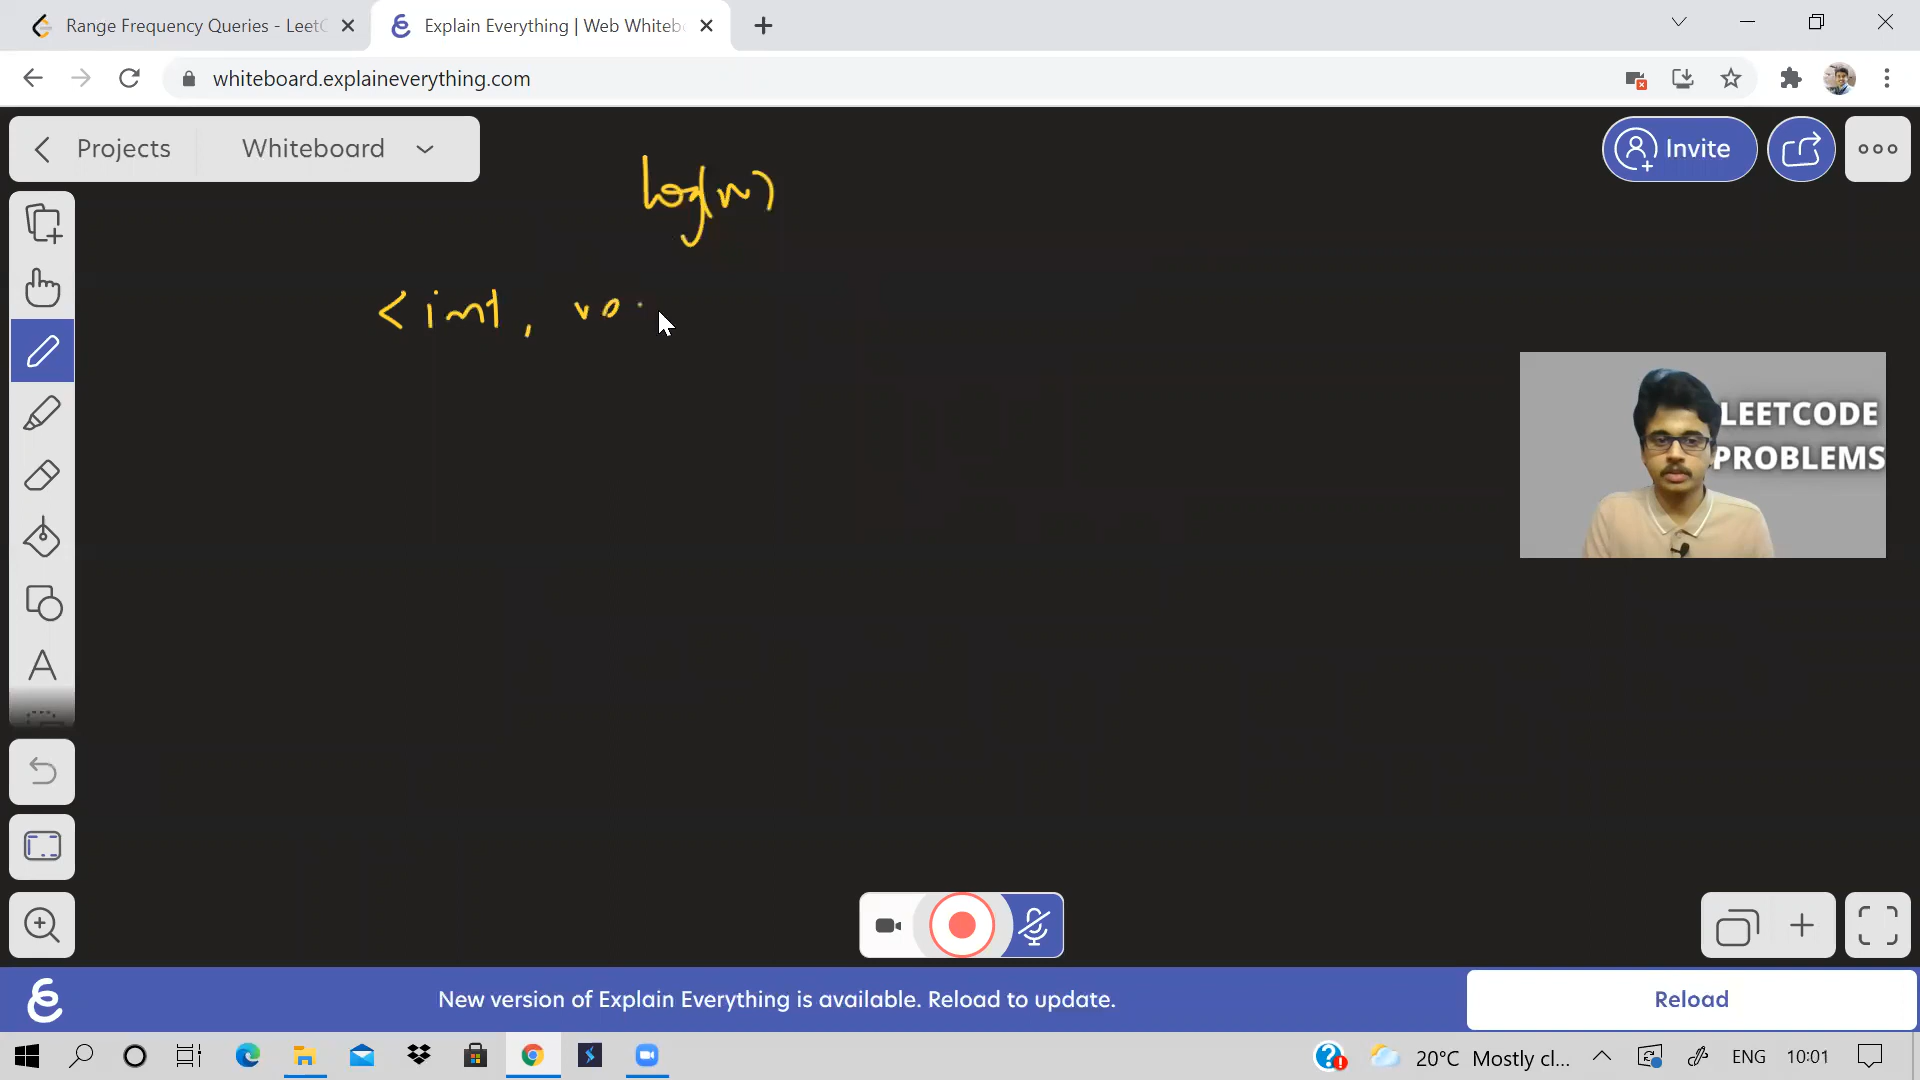 Range Frequency Queries - LeetC
Explain Everything | Web Whitebo
whiteboard.explaineverything.com
Projects
Whiteboard
Invite
log(n)
< int, vo
LEETCODE
PROBLEMS
A
New version of Explain Everything is available. Reload to update.
Reload
20°C Mostly cl...
ENG
10:01